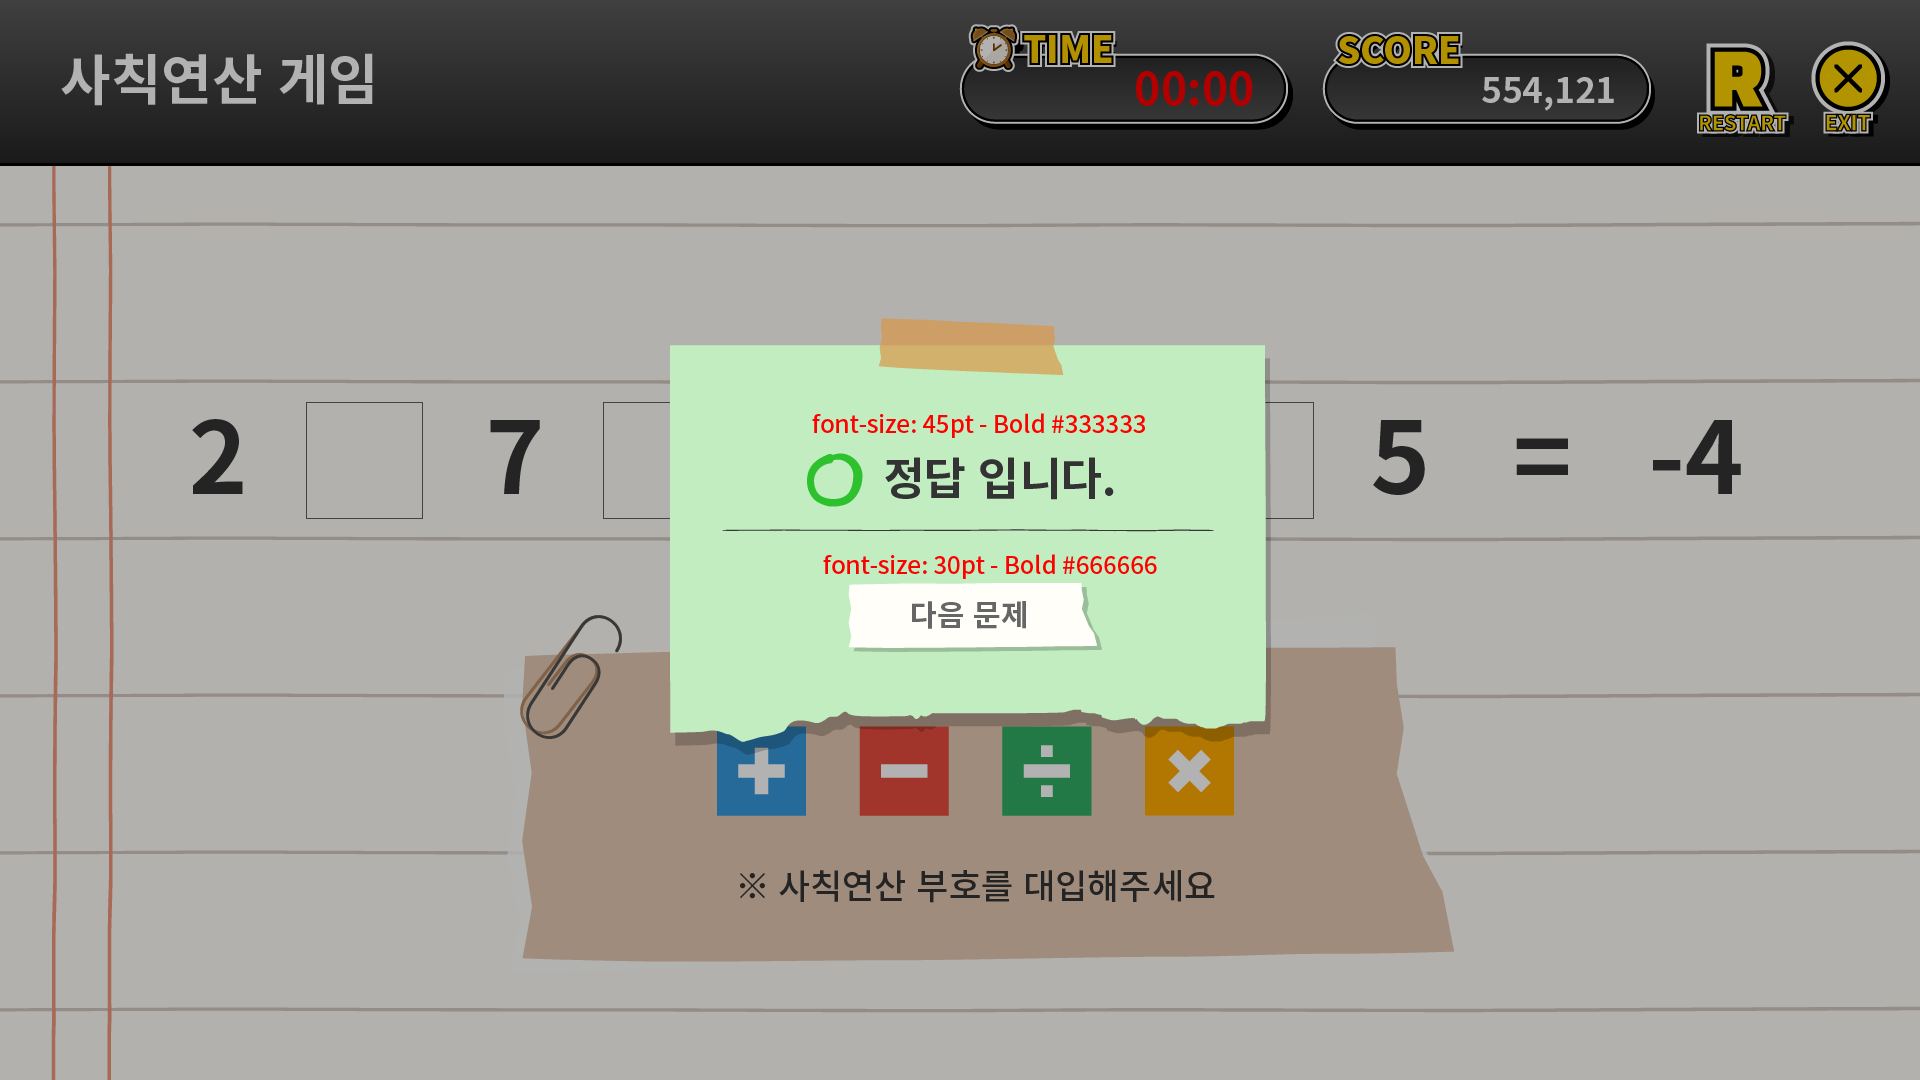 사칙연산 게임
TIME
00:00
SCORE
554,121
R
RESTART
EXIT
font-size: 45pt - Bold #333333
정답 입니다.
2 7 5 = -4
font-size: 30pt - Bold #666666
다음 문제
+ - ÷ ×
※ 사칙연산 부호를 대입해주세요